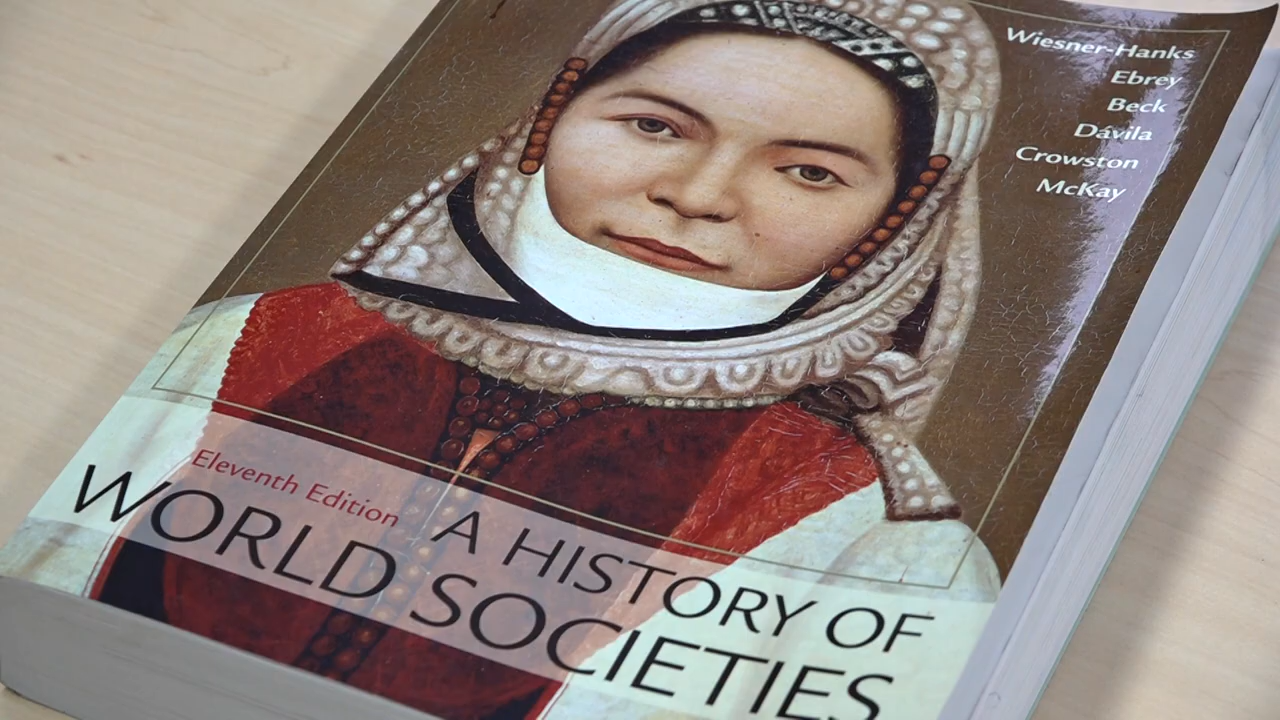 Wiesner-Hanks
Ebrey
Beck
Dávila
Crowston
McKay
Eleventh Edition
A HISTORY OF
WORLD SOCIETIES